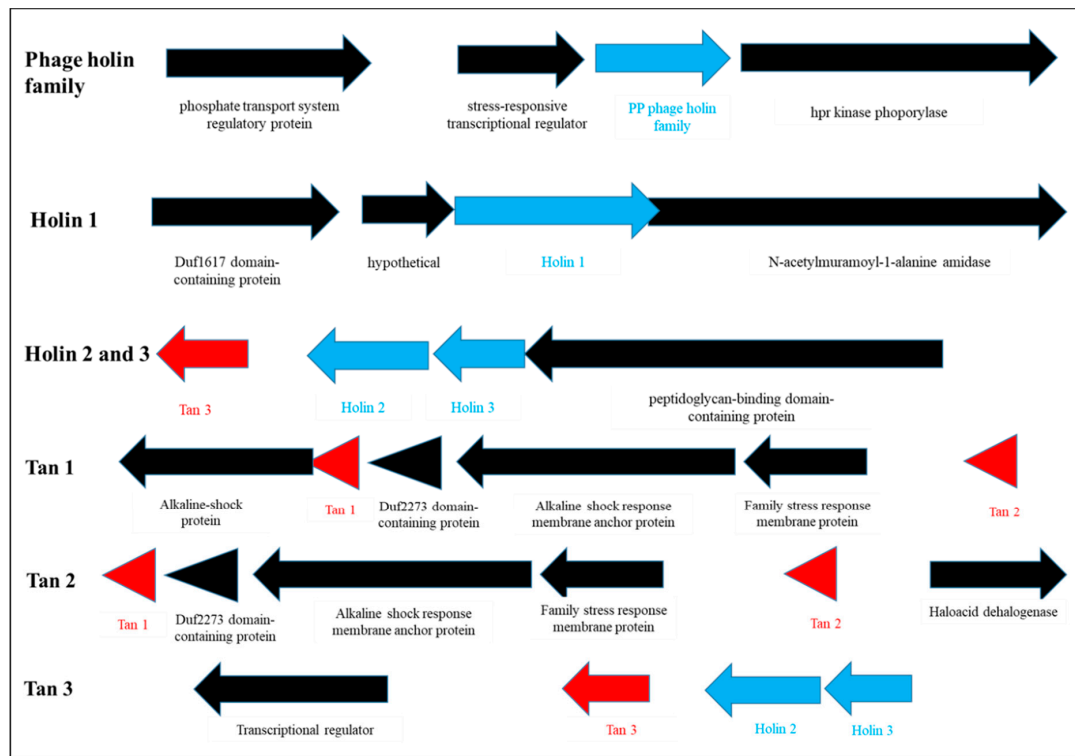 Phage holin
family
phosphate transport system
regulatory protein
stress-responsive
transcriptional regulator
PP phage holin
family
hpr kinase phoporylase
Holin 1
Duf1617 domain-
containing protein
hypothetical
Holin 1
N-acetylmuramoyl-1-alanine amidase
Holin 2 and 3
Tan 3
Holin 2
Holin 3
peptidoglycan-binding domain-
containing protein
Tan 1
Alkaline-shock
protein
Tan 1
Duf2273 domain-
containing protein
Alkaline shock response
membrane anchor protein
Family stress response
membrane protein
Tan 2
Tan 2
Tan 1
Duf2273 domain-
containing protein
Alkaline shock response
membrane anchor protein
Family stress response
membrane protein
Tan 2
Haloacid dehalogenase
Tan 3
Transcriptional regulator
Tan 3
Holin 2
Holin 3